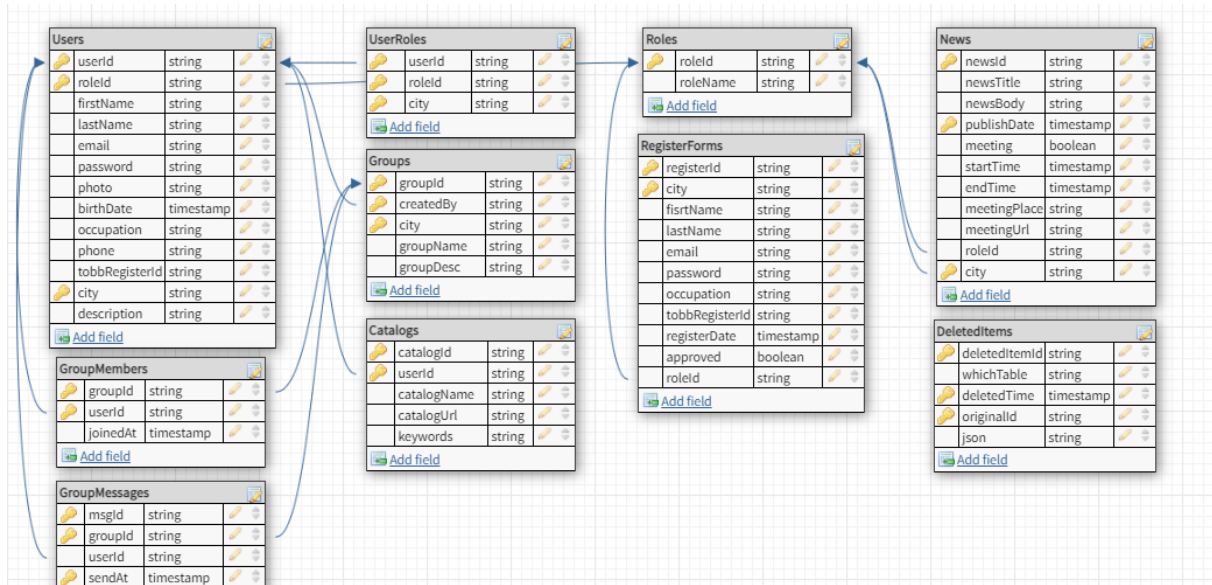 Users
userId string
roleId string
firstName string
lastName string
email string
password string
photo string
birthDate timestamp
occupation string
phone string
tobbRegisterId string
city string
description string
Add field
GroupMembers
groupId string
userId string
joinedAt timestamp
Add field
GroupMessages
msgId string
groupId string
userId string
sendAt timestamp
UserRoles
userId string
roleId string
city string
Add field
Groups
groupId string
createdBy string
city string
groupName string
groupDesc string
Add field
Catalogs
catalogId string
userId string
catalogName string
catalogUrl string
keywords string
Add field
Roles
roleId string
roleName string
Add field
RegisterForms
registerId string
city string
fisrtName string
lastName string
email string
password string
occupation string
tobbRegisterId string
registerDate timestamp
approved boolean
roleId string
Add field
News
newsId string
newsTitle string
newsBody string
publishDate timestamp
meeting boolean
startTime timestamp
endTime timestamp
meetingPlace string
meetingUrl string
roleId string
city string
Add field
DeletedItems
deletedItemId string
whichTable string
deletedTime timestamp
originalId string
json string
Add field